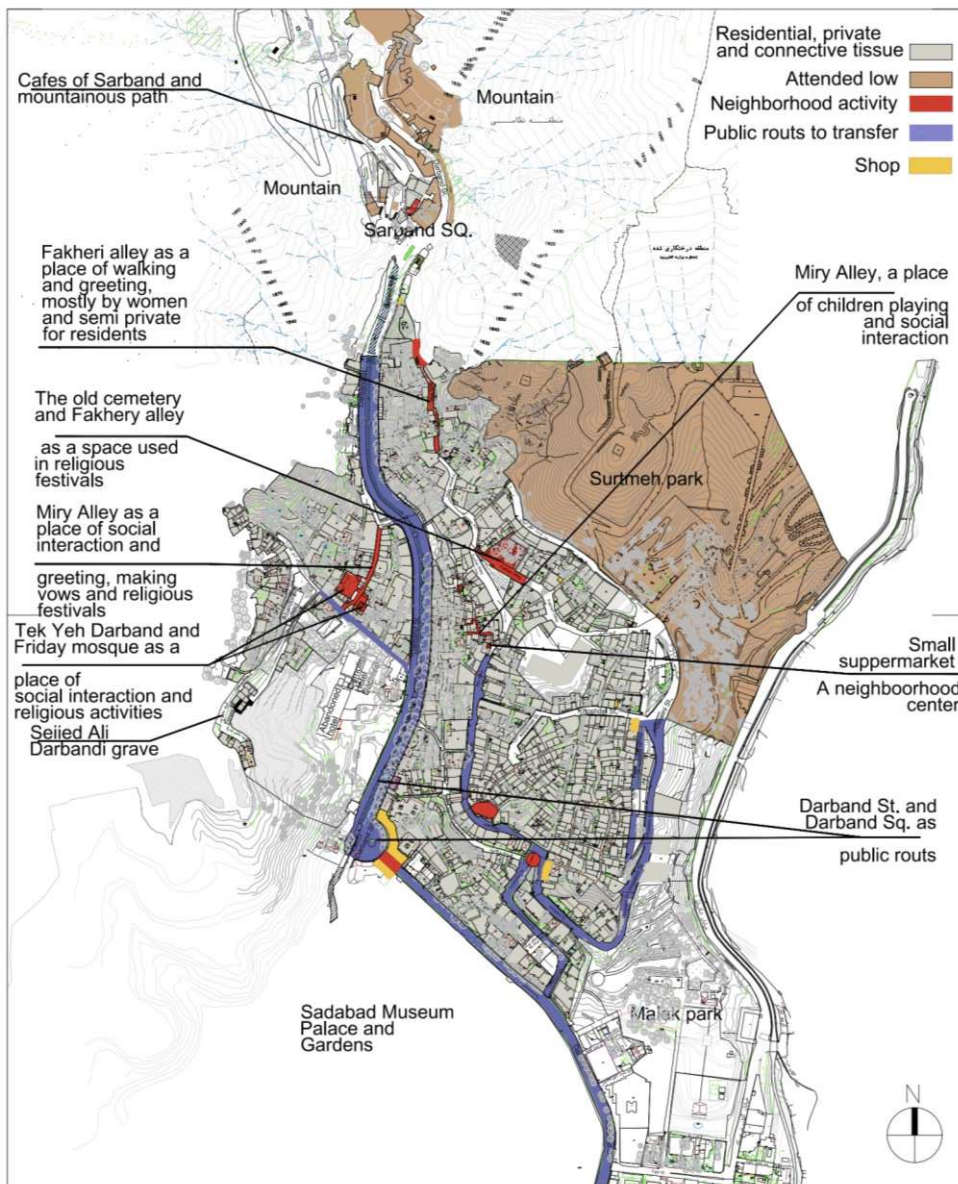 Residential, private
and connective tissue
Attended low
Neighborhood activity
Public routs to transfer
Shop
Cafes of Sarband and
mountainous path
Mountain
Mountain
Sarband SQ.
منطقه درختکاری شده
Fakheri alley as a
place of walking
and greeting,
mostly by women
and semi private
for residents
Miry Alley, a place
of children playing
and social
interaction
The old cemetery
and Fakhery alley
as a space used
in religious
festivals
Surtmeh park
Miry Alley as a
place of social
interaction and
greeting, making
vows and religious
festivals
Tek Yeh Darband and
Friday mosque as a
place of
social interaction and
religious activities
Seiied Ali
Darbandi grave
Abandoned
hotel
Small
suppermarket
A neighboorhood
center
Darband St. and
Darband Sq. as
public routs
Sadabad Museum
Palace and
Gardens
Malek park
N